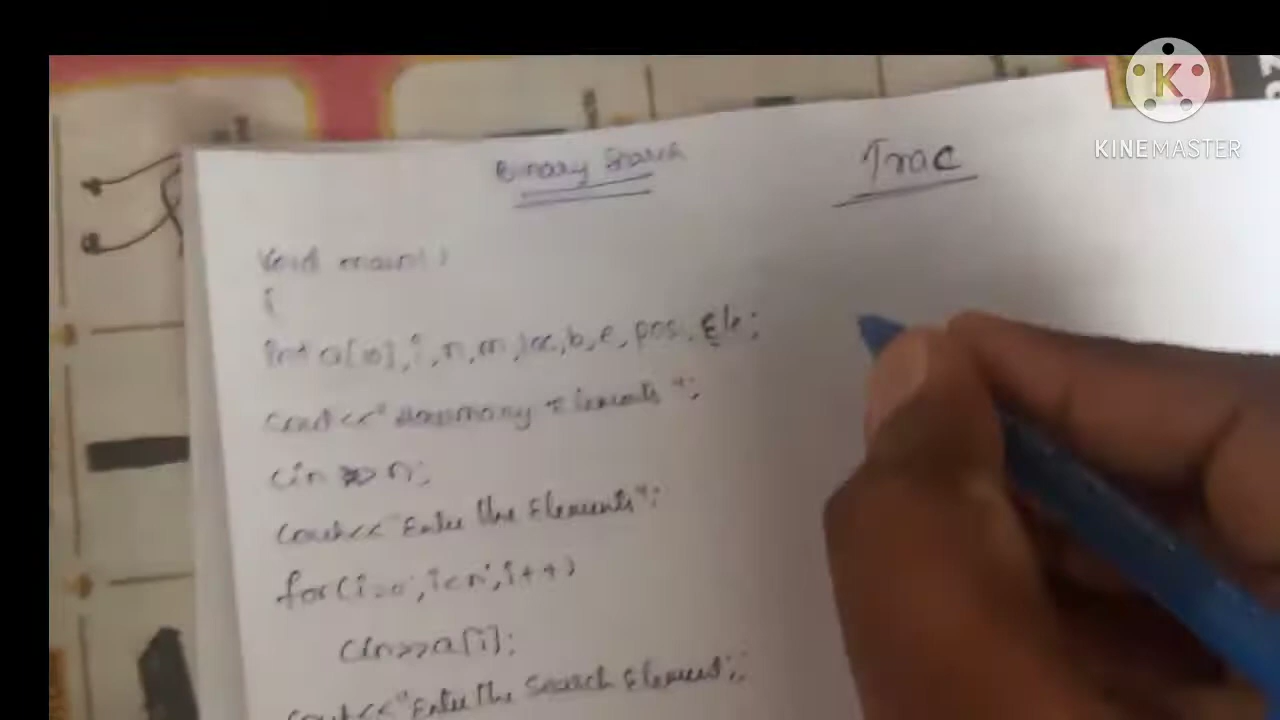 Binary Search
Trac
Void main()
{
int a[10], i, n, m, loc, b, e, pos, Ele;
cout<<"How many Elements";
cin >> n;
cout<<"Enter the Elements";
for(i=0; i<n; i++)
cin>>a[i];
cout<<"Enter the Search Element;
K
KINEMASTER